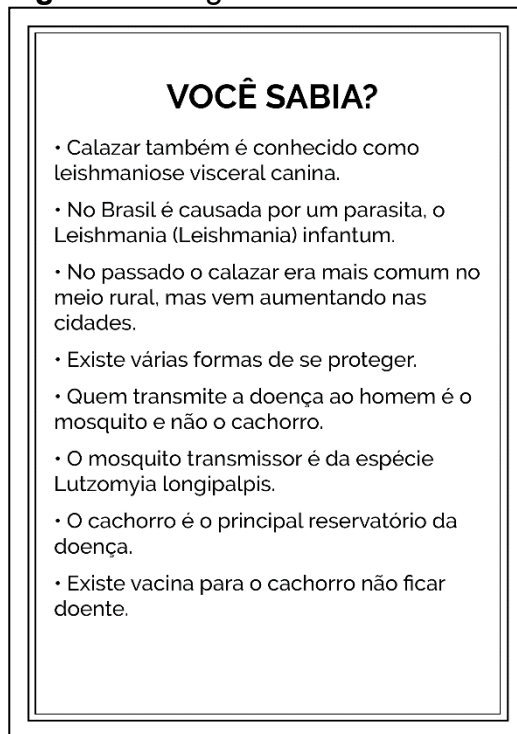 VOCÊ SABIA?
• Calazar também é conhecido como
leishmaniose visceral canina.
• No Brasil é causada por um parasita, o
Leishmania (Leishmania) infantum.
• No passado o calazar era mais comum no
meio rural, mas vem aumentando nas
cidades.
• Existe várias formas de se proteger.
• Quem transmite a doença ao homem é o
mosquito e não o cachorro.
• O mosquito transmissor é da espécie
Lutzomyia longipalpis.
• O cachorro é o principal reservatório da
doença.
• Existe vacina para o cachorro não ficar
doente.